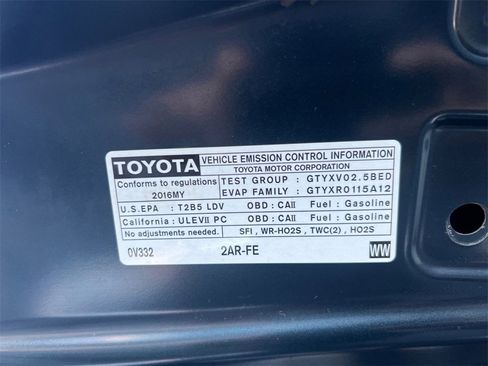 TOYOTA VEHICLE EMISSION CONTROL INFORMATION
TOYOTA MOTOR CORPORATION
Conforms to regulations TEST GROUP : GTYXV02.5BED
2016MY EVAP FAMILY : GTYXR0115A12
U.S.EPA : T2B5 LDV OBD : CAII Fuel : Gasoline
California : ULEVII PC OBD : CAII Fuel : Gasoline
No adjustments needed. SFI , WR-HO2S , TWC(2) , HO2S
0V332 2AR-FE WW